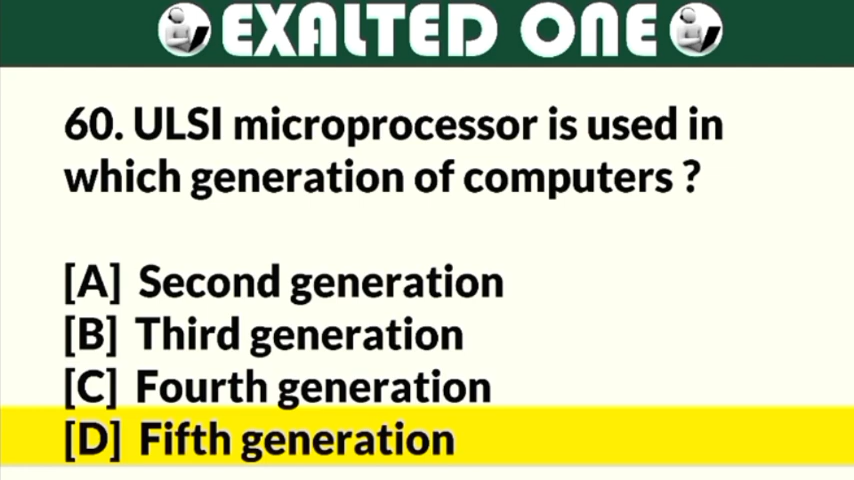 EXALTED ONE
60. ULSI microprocessor is used in
which generation of computers ?
[A] Second generation
[B] Third generation
[C] Fourth generation
[D] Fifth generation